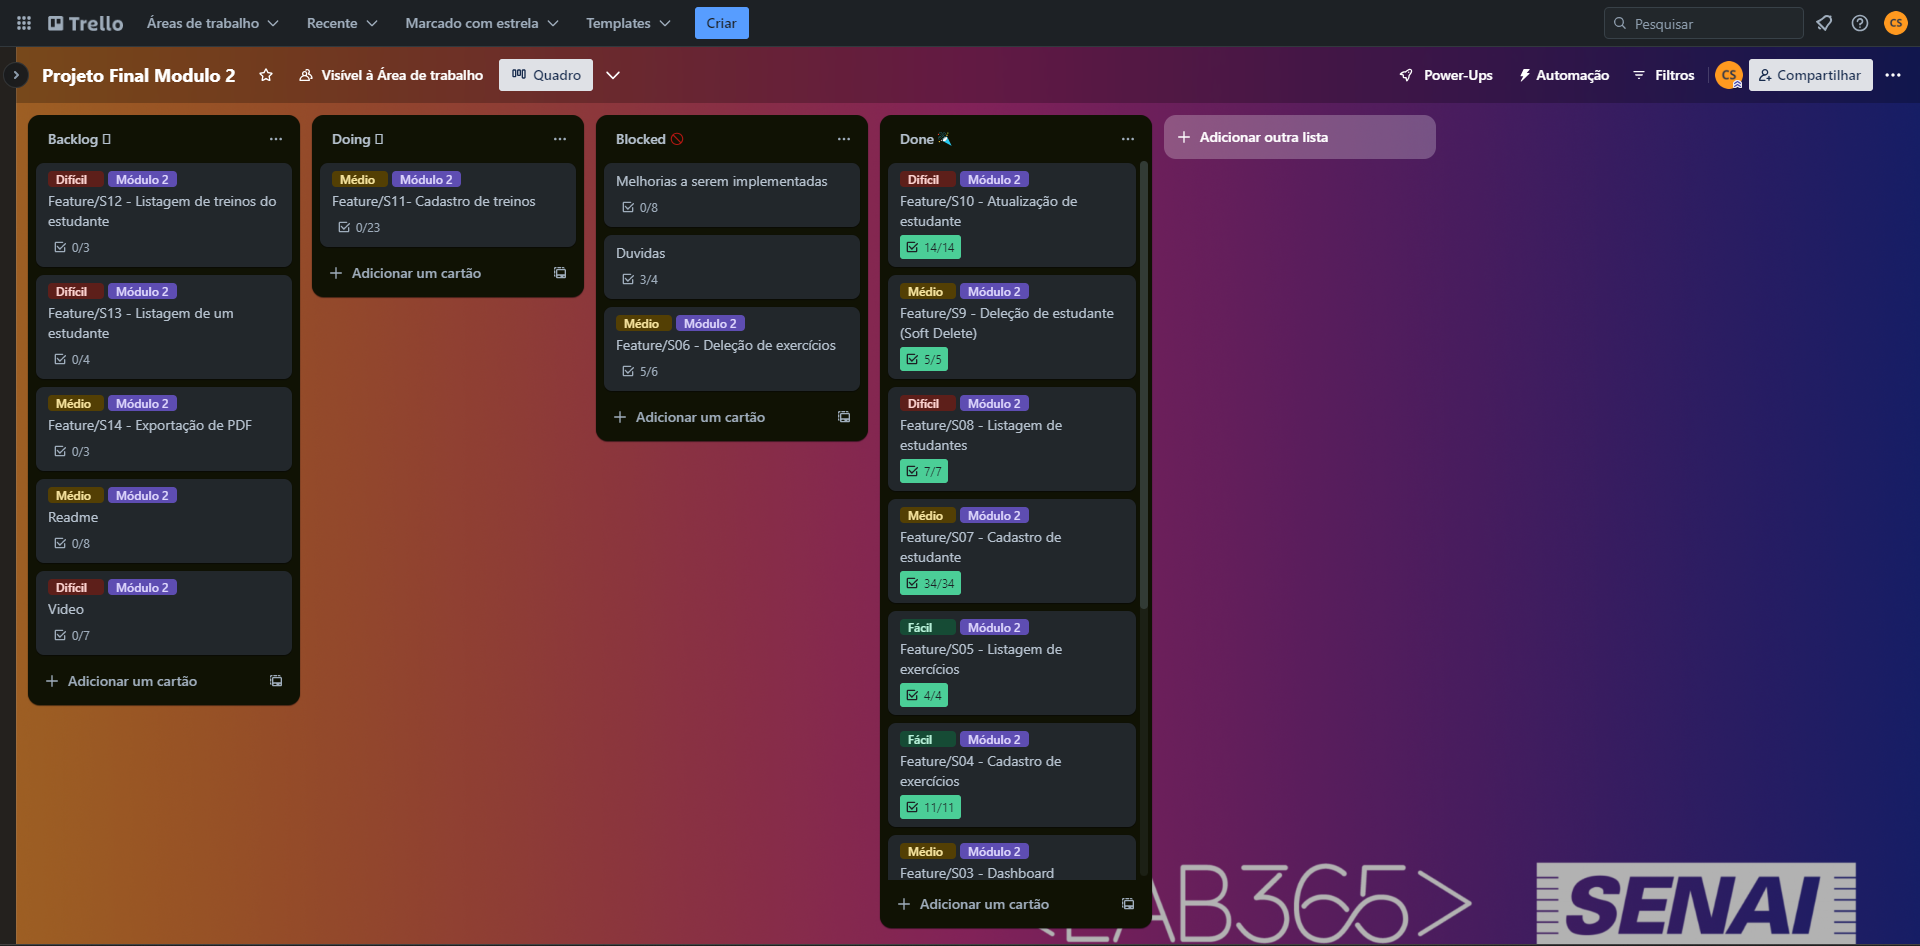 Trello
Áreas de trabalho
Recente
Marcado com estrela
Templates
Criar
Pesquisar
CS
Projeto Final Modulo 2
Visível à Área de trabalho
Quadro
Power-Ups
Automação
Filtros
CS
Compartilhar
Backlog
Difícil
Módulo 2
Feature/S12 - Listagem de treinos do
estudante
0/3
Difícil
Módulo 2
Feature/S13 - Listagem de um
estudante
0/4
Médio
Módulo 2
Feature/S14 - Exportação de PDF
0/3
Médio
Módulo 2
Readme
0/8
Difícil
Módulo 2
Video
0/7
Adicionar um cartão
Doing
Médio
Módulo 2
Feature/S11- Cadastro de treinos
0/23
Adicionar um cartão
Blocked
Melhorias a serem implementadas
0/8
Duvidas
3/4
Médio
Módulo 2
Feature/S06 - Deleção de exercícios
5/6
Adicionar um cartão
Done
Difícil
Módulo 2
Feature/S10 - Atualização de
estudante
14/14
Médio
Módulo 2
Feature/S9 - Deleção de estudante
(Soft Delete)
5/5
Difícil
Módulo 2
Feature/S08 - Listagem de
estudantes
7/7
Médio
Módulo 2
Feature/S07 - Cadastro de
estudante
34/34
Fácil
Módulo 2
Feature/S05 - Listagem de
exercícios
4/4
Fácil
Módulo 2
Feature/S04 - Cadastro de
exercícios
11/11
Médio
Módulo 2
Feature/S03 - Dashboard
Adicionar um cartão
Adicionar outra lista
<LAB365>
SENAI